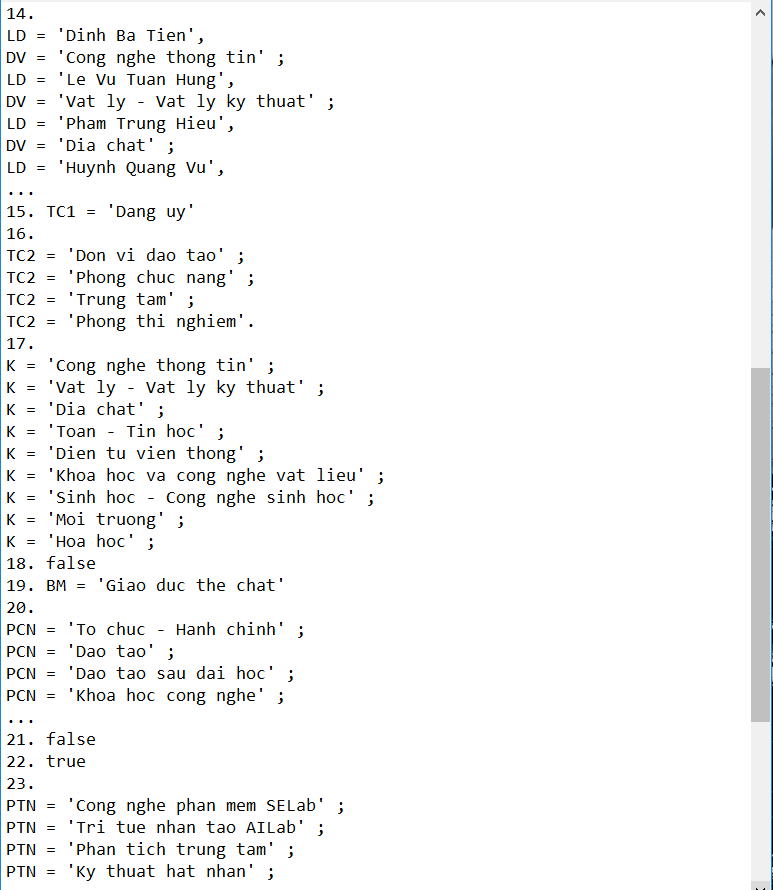 14.
LD = 'Dinh Ba Tien',
DV = 'Cong nghe thong tin' ;
LD = 'Le Vu Tuan Hung',
DV = 'Vat ly - Vat ly ky thuat' ;
LD = 'Pham Trung Hieu',
DV = 'Dia chat' ;
LD = 'Huynh Quang Vu',
...
15. TC1 = 'Dang uy'
16.
TC2 = 'Don vi dao tao' ;
TC2 = 'Phong chuc nang' ;
TC2 = 'Trung tam' ;
TC2 = 'Phong thi nghiem'.
17.
K = 'Cong nghe thong tin' ;
K = 'Vat ly - Vat ly ky thuat' ;
K = 'Dia chat' ;
K = 'Toan - Tin hoc' ;
K = 'Dien tu vien thong' ;
K = 'Khoa hoc va cong nghe vat lieu' ;
K = 'Sinh hoc - Cong nghe sinh hoc' ;
K = 'Moi truong' ;
K = 'Hoa hoc' ;
18. false
19. BM = 'Giao duc the chat'
20.
PCN = 'To chuc - Hanh chinh' ;
PCN = 'Dao tao' ;
PCN = 'Dao tao sau dai hoc' ;
PCN = 'Khoa hoc cong nghe' ;
...
21. false
22. true
23.
PTN = 'Cong nghe phan mem SELab' ;
PTN = 'Tri tue nhan tao AILab' ;
PTN = 'Phan tich trung tam' ;
PTN = 'Ky thuat hat nhan' ;